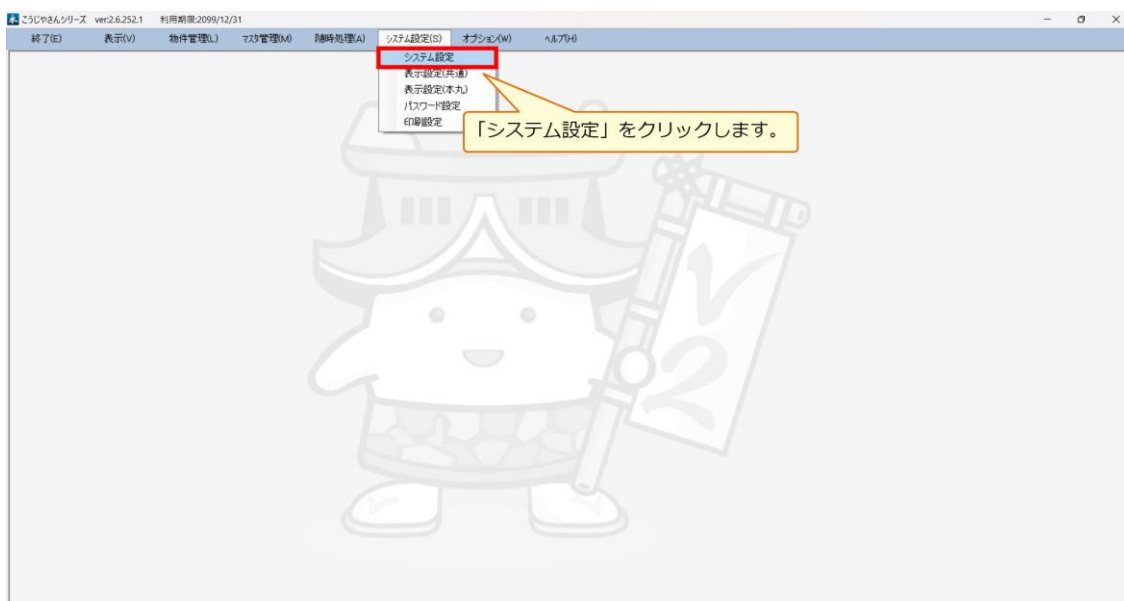 こうじやさんシリーズ ver:2.6.252.1 利用期限:2099/12/31
終了(E) 表示(V) 物件管理(L) マスタ管理(M) 随時処理(A) システム設定(S) オプション(W) ヘルプ(H)
システム設定
表示設定(共通)
表示設定(本丸)
パスワード設定
印刷設定
「システム設定」をクリックします。
V2